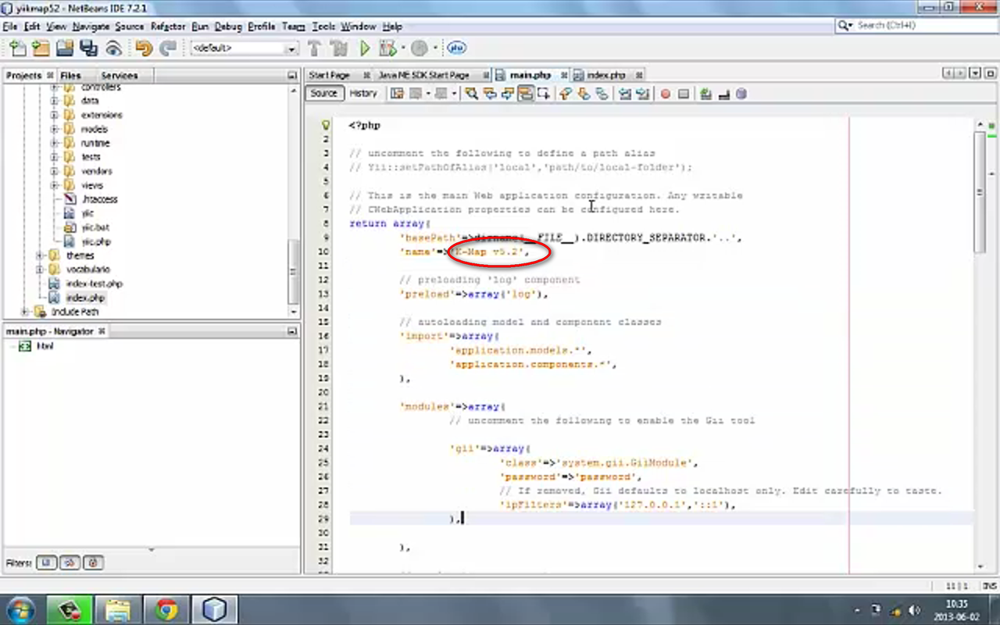 yiikmap52 - NetBeans IDE 7.2.1
File Edit View Navigate Source Refactor Run Debug Profile Team Tools Window Help
Search (Ctrl+I)
<default>
php
Projects Files Services
Start Page Java ME SDK Start Page main.php index.php
Source History
controllers
data
extensions
models
runtime
tests
vendors
views
.htaccess
yiic
yiic.bat
yiic.php
themes
vocabulario
index-test.php
index.php
Include Path
main.php - Navigator
html
Filters:
<?php
2
3 // uncomment the following to define a path alias
4 // Yii::setPathOfAlias('local','path/to/local-folder');
5
6 // This is the main Web application configuration. Any writable
7 // CWebApplication properties can be configured here.
8 return array(
9 'basePath'=>dirname(__FILE__).DIRECTORY_SEPARATOR.'..',
10 'name'=>'K-Map v5.2',
11
12 // preloading 'log' component
13 'preload'=>array('log'),
14
15 // autoloading model and component classes
16 'import'=>array(
17 'application.models.*',
18 'application.components.*',
19 ),
20
21 'modules'=>array(
22 // uncomment the following to enable the Gii tool
23
24 'gii'=>array(
25 'class'=>'system.gii.GiiModule',
26 'password'=>'password',
27 // If removed, Gii defaults to localhost only. Edit carefully to taste.
28 'ipFilters'=>array('127.0.0.1','::1'),
29 ),
30
31 ),
32
11|1 INS
10:35
2013-06-02